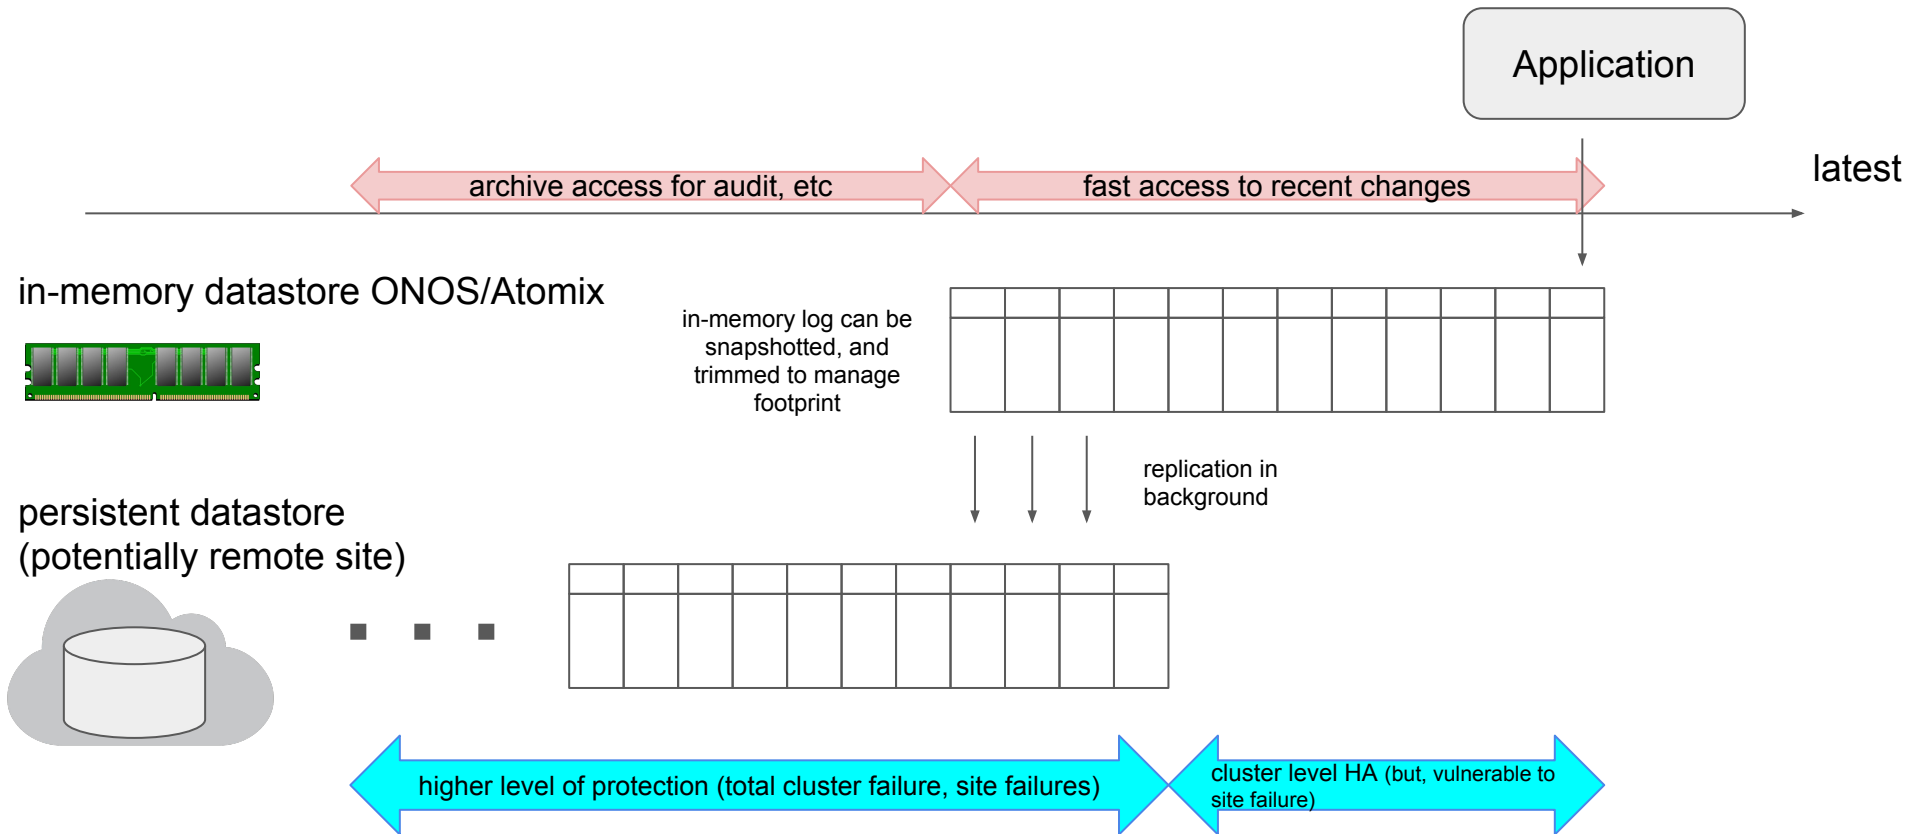 Application
latest
archive access for audit, etc
fast access to recent changes
in-memory datastore ONOS/Atomix
in-memory log can be
snapshotted, and
trimmed to manage
footprint
replication in
background
persistent datastore
(potentially remote site)
higher level of protection (total cluster failure, site failures)
cluster level HA (but, vulnerable to
site failure)